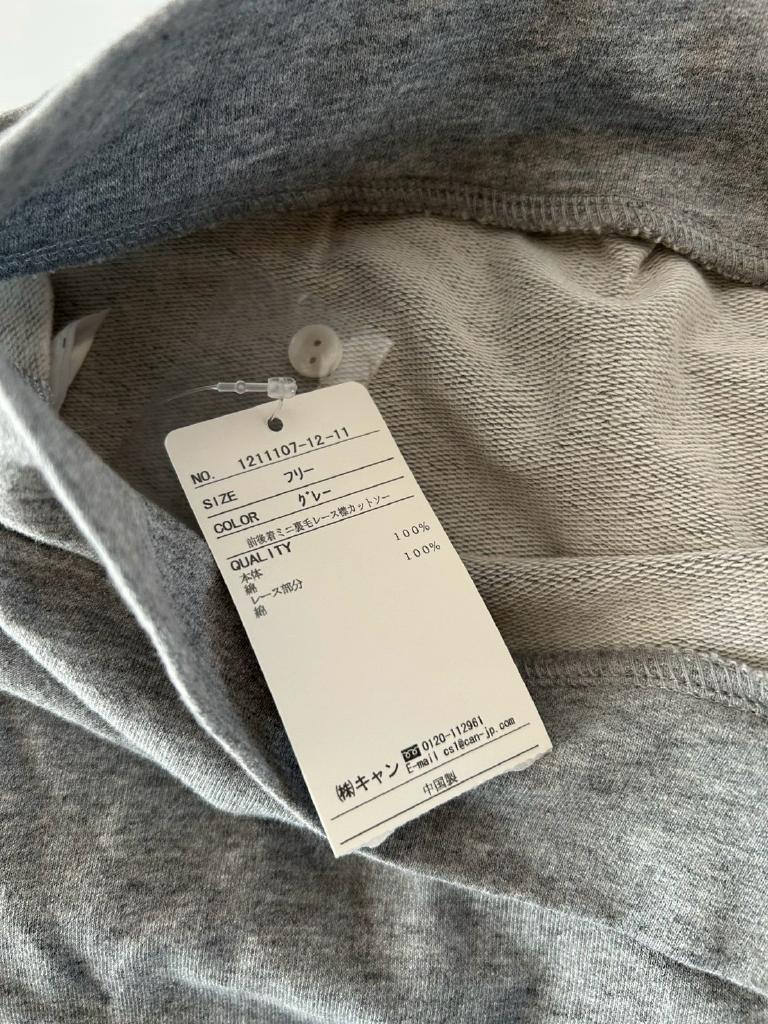 NO. 1211107-12-11
SIZE フリー
COLOR グレー
前後着ミニ裏毛レース襟カットソー
QUALITY
本体 100%
綿 100%
レース部分
綿
㈱キャン 0120-112961
E-mail cs1@can-jp.com
中国製